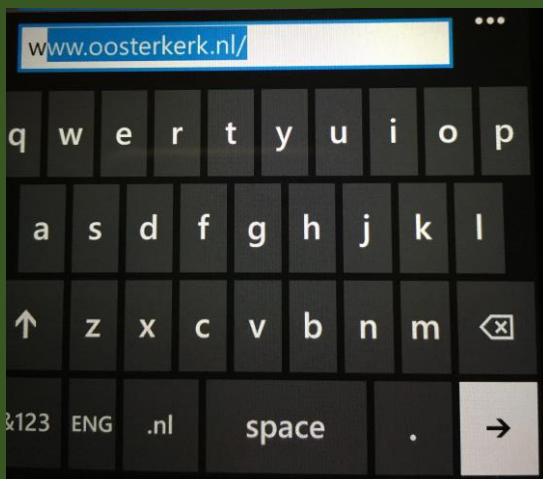 www.oosterkerk.nl/
q w e r t y u i o p
a s d f g h j k l
z x c v b n m
&123 ENG .nl space .